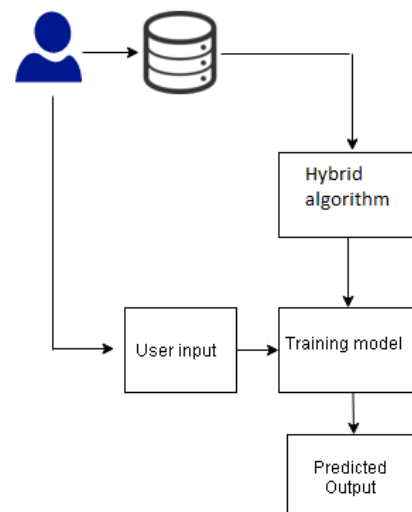 Hybrid
algorithm
User input
Training model
Predicted
Output